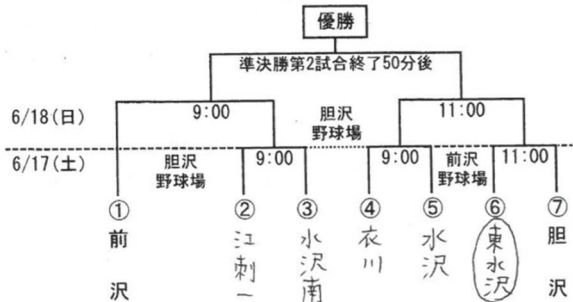 優勝
準決勝第2試合終了50分後
6/18(日)
9:00
胆沢
野球場
11:00
6/17(土)
胆沢
野球場
9:00
9:00
前沢
野球場
11:00
①
前沢
②
江刺一
③
水沢南
④
衣川
⑤
水沢
⑥
東水沢
⑦
胆沢